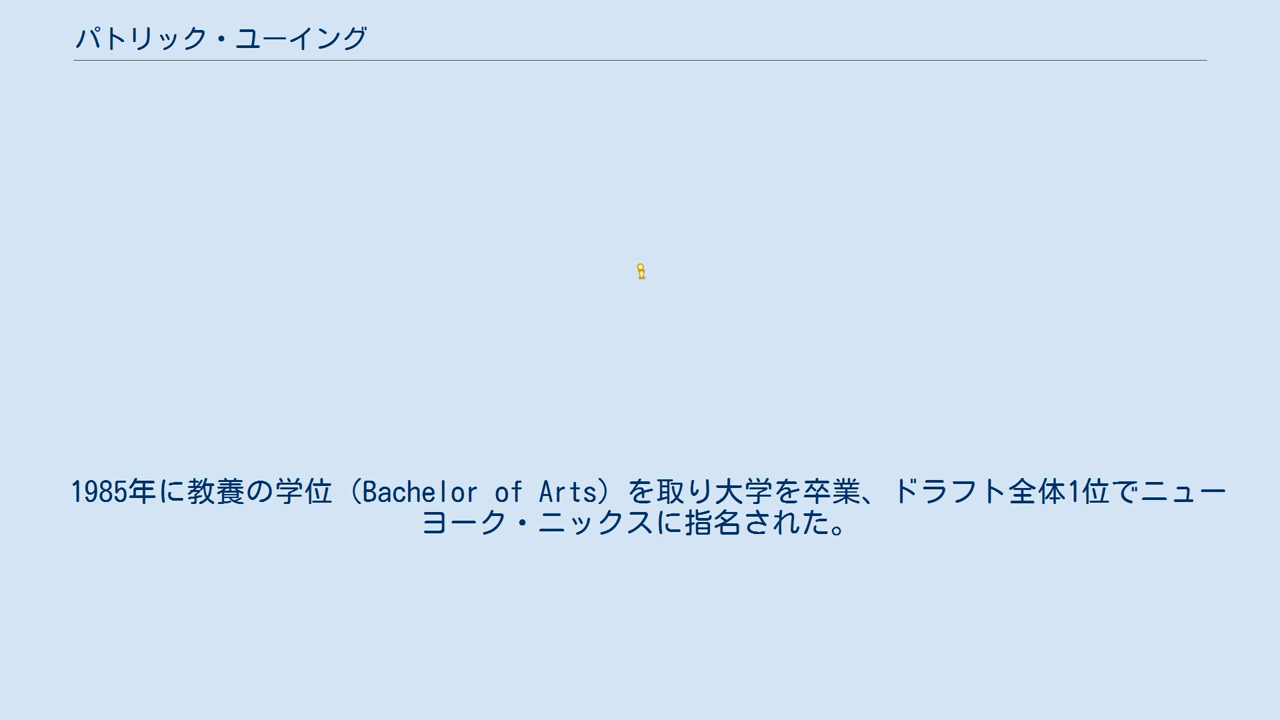 パトリック・ユーイング
1985年に教養の学位（Bachelor of Arts）を取り大学を卒業、ドラフト全体1位でニュー
ヨーク・ニックスに指名された。